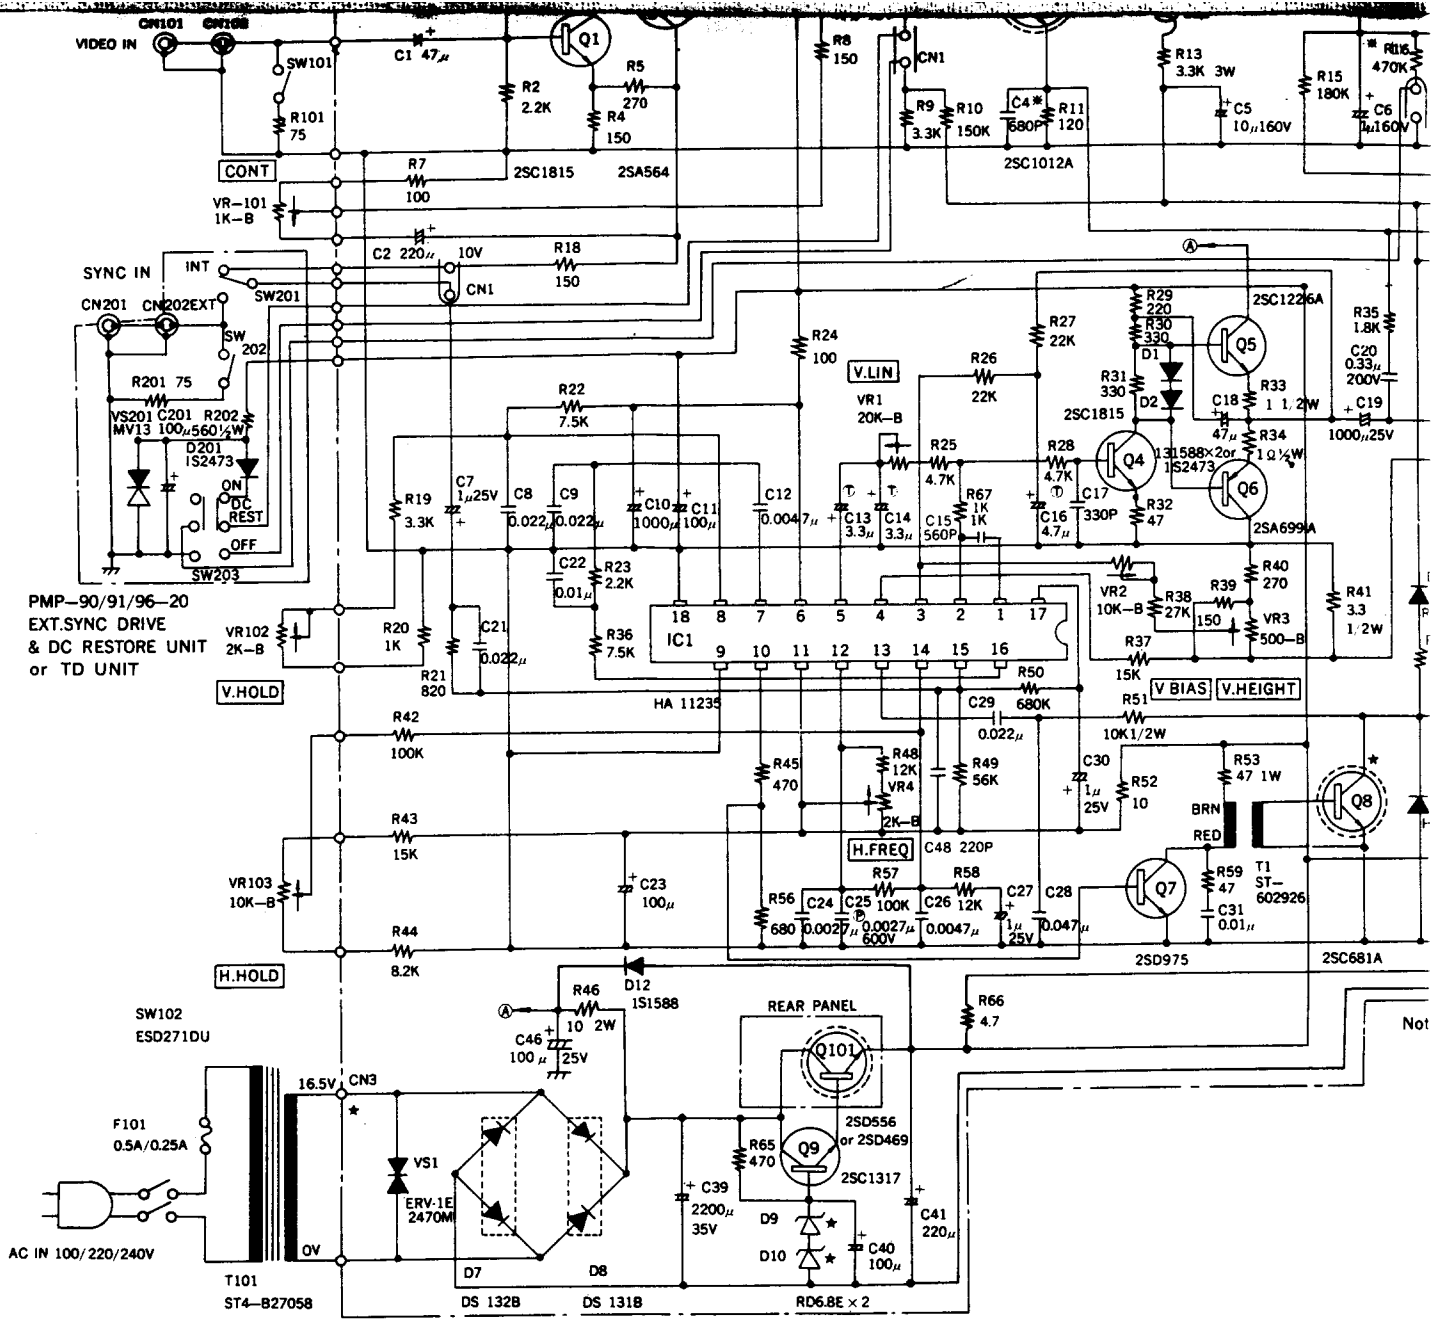 CN101
VIDEO IN
C1 47µ
Q1
SW101
R101
75
R2
2.2K
R5
270
R4
150
R8
150
CN1
R9
3.3K
R10
150K
C4※
680P
R11
120
R13
3.3K 3W
C5
10µ160V
R15
180K
C6
1µ160V
470K
CONT
R7
100
2SC1815
2SA564
2SC1012A
VR-101
1K-B
C2 220µ
10V
R18
150
CN1
SYNC IN
INT
SW201
CN201
CN202EXT
SW
202
R201 75
VS201
MV13
C201
100µ
R202
560½W
D201
1S2473
ON
DC
REST
OFF
SW203
PMP-90/91/96-20
EXT.SYNC DRIVE
& DC RESTORE UNIT
or TD UNIT
A
2SC1226A
R29
220
R30
330
D1
Q5
R35
1.8K
C20
0.33µ
200V
R24
100
R27
22K
R26
22K
V.LIN
VR1
20K-B
R31
330
D2
2SC1815
C18
47µ
R33
1 1/2W
C19
1000µ25V
R34
1Ω½W
R22
7.5K
R25
4.7K
R28
4.7K
Q4
1S1588×2or
1S2473
Q6
R19
3.3K
C7
1µ25V
C8
0.022µ
C9
0.022µ
C10
1000µ
C11
100µ
C12
0.0047µ
C13
3.3µ
C14
3.3µ
R67
1K
1K
C15
560P
C16
4.7µ
C17
330P
R32
47
2SA699A
C22
0.01µ
R23
2.2K
VR2
10K-B
R38
27K
R39
150
R40
270
VR3
500-B
R41
3.3
1/2W
VR102
2K-B
V.HOLD
R20
1K
R21
820
C21
0.022µ
R36
7.5K
18 8 7 6 5 4 3 2 1 17
IC1
9 10 11 12 13 14 15 16
HA 11235
R37
15K
V BIAS
V.HEIGHT
R50
680K
C29
0.022µ
R51
10K1/2W
R42
100K
R45
470
R48
12K
VR4
2K-B
R49
56K
C30
1µ
25V
R52
10
R53
47 1W
BRN
RED
Q8
R43
15K
H.FREQ
C48 220P
VR103
10K-B
C23
100µ
R56
680
C24
0.0027µ
C25
0.0027µ
600V
R57
100K
C26
0.0047µ
R58
12K
C27
1µ
25V
C28
0.047µ
Q7
R59
47
C31
0.01µ
T1
ST-
602926
R44
8.2K
H.HOLD
2SD975
2SC681A
D12
1S1588
SW102
ESD271DU
A
R46
10 2W
C46
100µ
25V
REAR PANEL
Q101
R66
4.7
Not
16.5V
CN3
F101
0.5A/0.25A
VS1
ERV-1E
2470M
R65
470
Q9
2SD556
or 2SD469
2SC1317
C39
2200µ
35V
D9
D10
C40
100µ
C41
220µ
AC IN 100/220/240V
0V
T101
ST4-B27058
D7
DS 132B
D8
DS 131B
RD6.8E×2